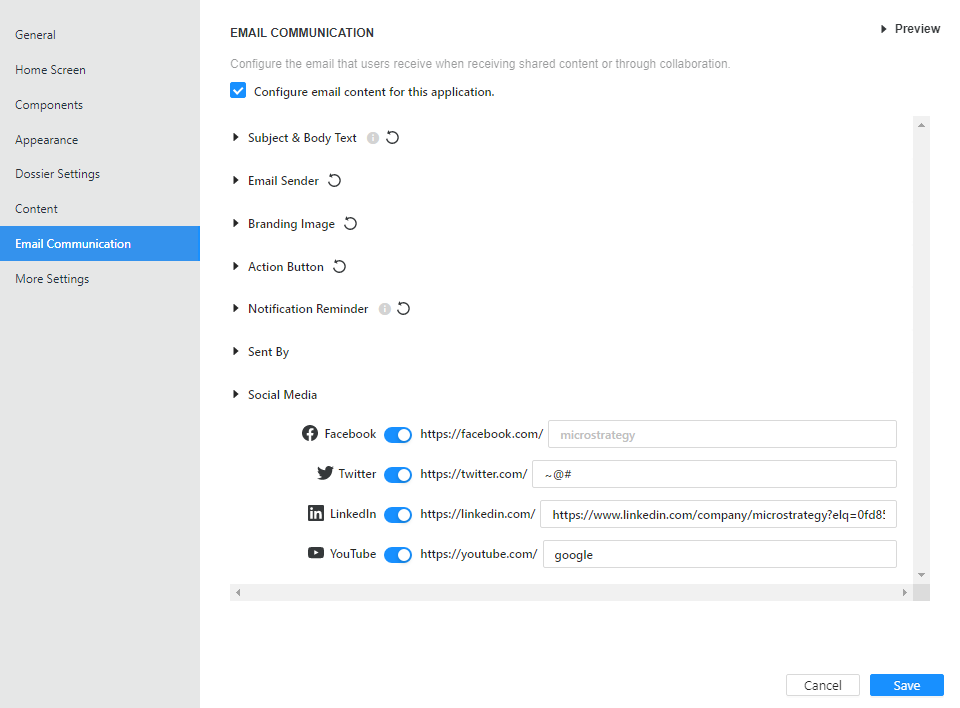 General
Home Screen
Components
Appearance
Dossier Settings
Content
Email Communication
More Settings
EMAIL COMMUNICATION
Preview
Configure the email that users receive when receiving shared content or through collaboration.
Configure email content for this application.
Subject & Body Text
Email Sender
Branding Image
Action Button
Notification Reminder
Sent By
Social Media
Facebook https://facebook.com/ microstrategy
Twitter https://twitter.com/ ~@#
LinkedIn https://linkedin.com/ https://www.linkedin.com/company/microstrategy?elq=0fd85
YouTube https://youtube.com/ google
Cancel Save